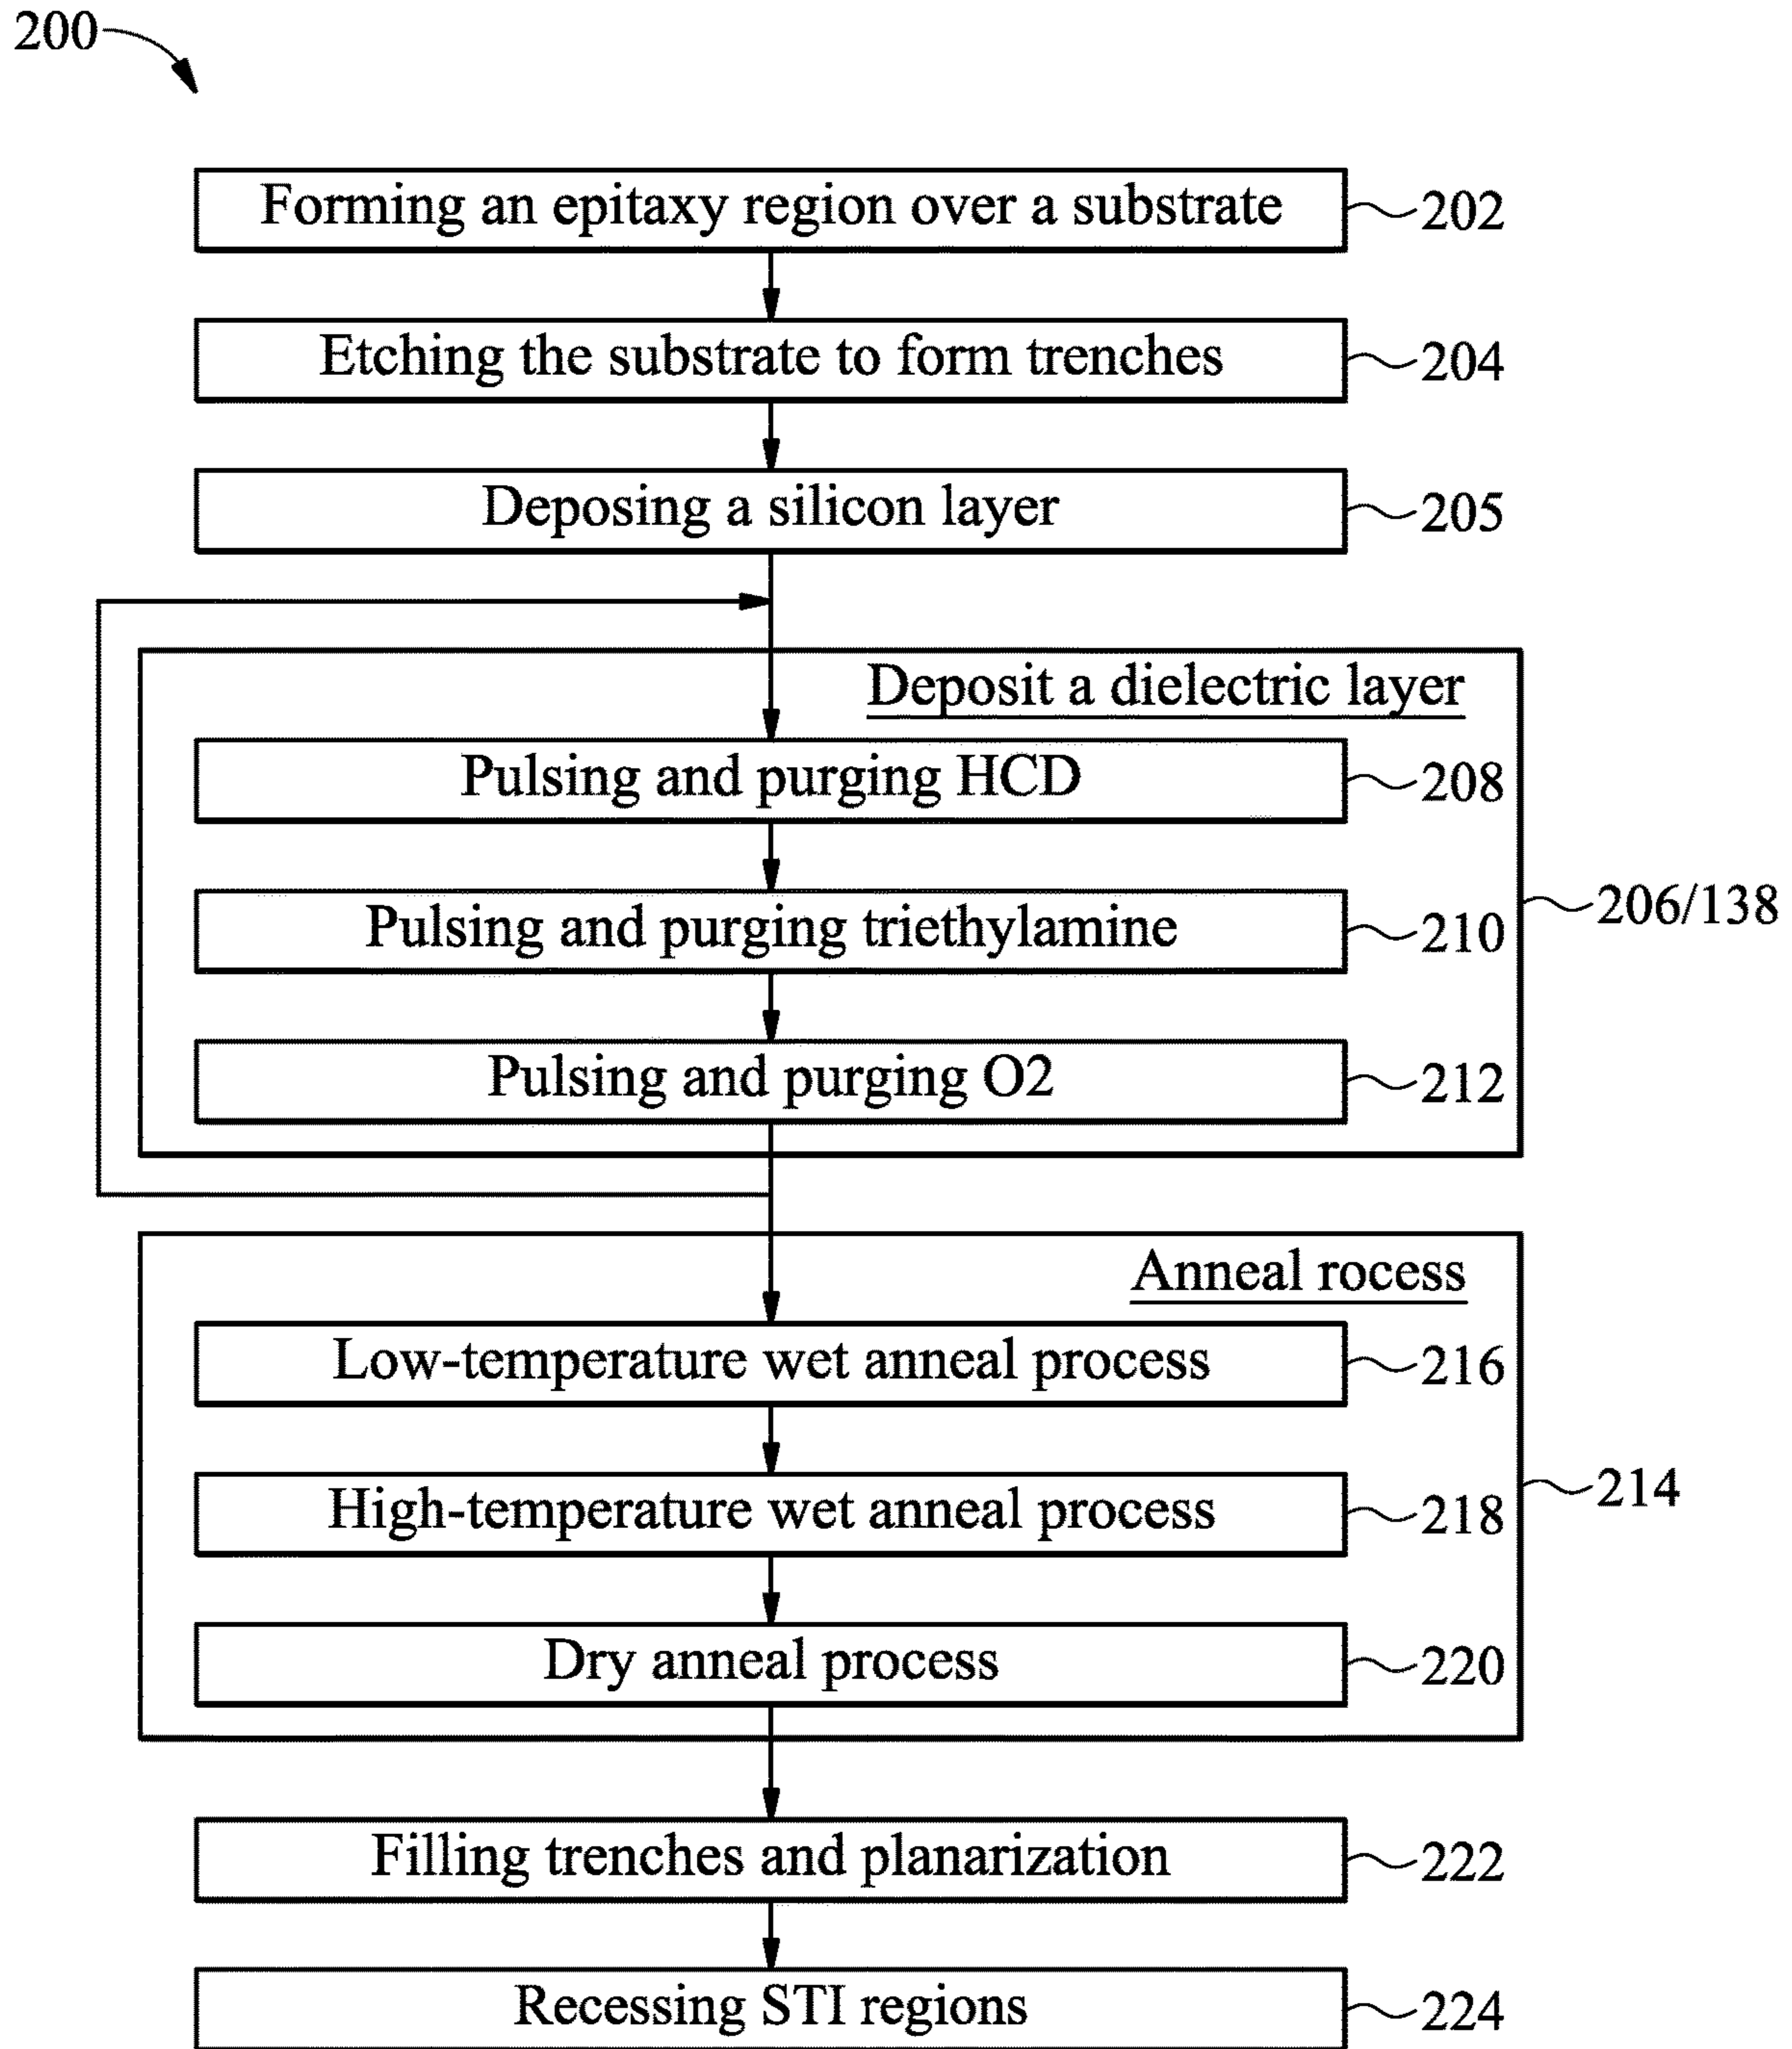 200
Forming an epitaxy region over a substrate 202
Etching the substrate to form trenches 204
Deposing a silicon layer 205
Deposit a dielectric layer
Pulsing and purging HCD 208
206/138
Pulsing and purging triethylamine 210
Pulsing and purging O2 212
Anneal rocess
Low-temperature wet anneal process 216
214
High-temperature wet anneal process 218
Dry anneal process 220
Filling trenches and planarization 222
Recessing STI regions 224